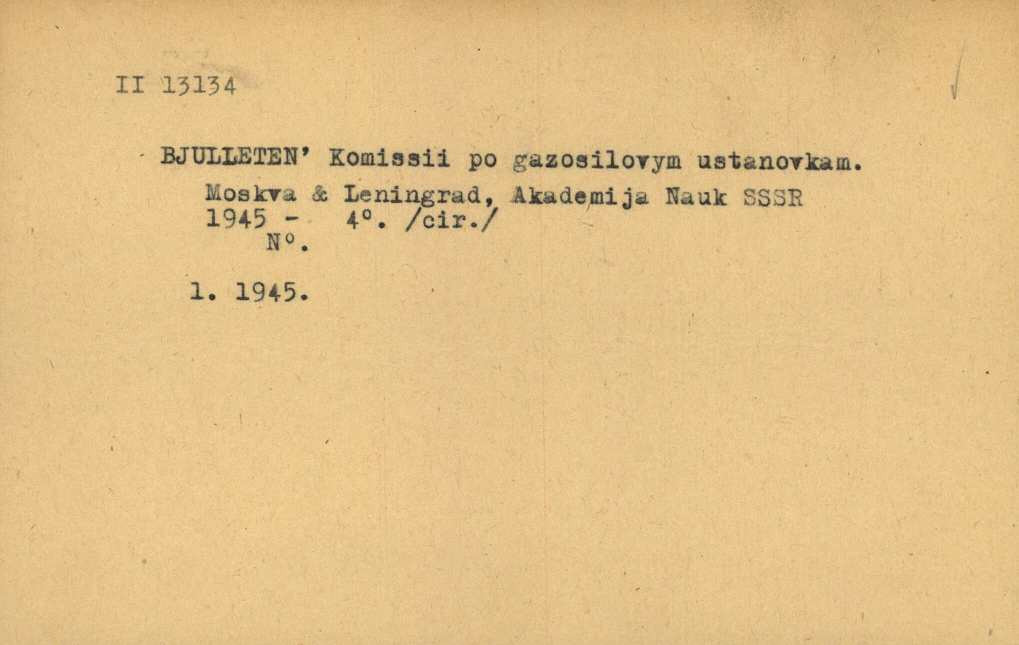 II 13134
BJULLETEN' Komissii po gazosilovym ustanovkam.
Moskva & Leningrad, Akademija Nauk SSSR
1945 - 4°. /cir./
N°.
1. 1945.